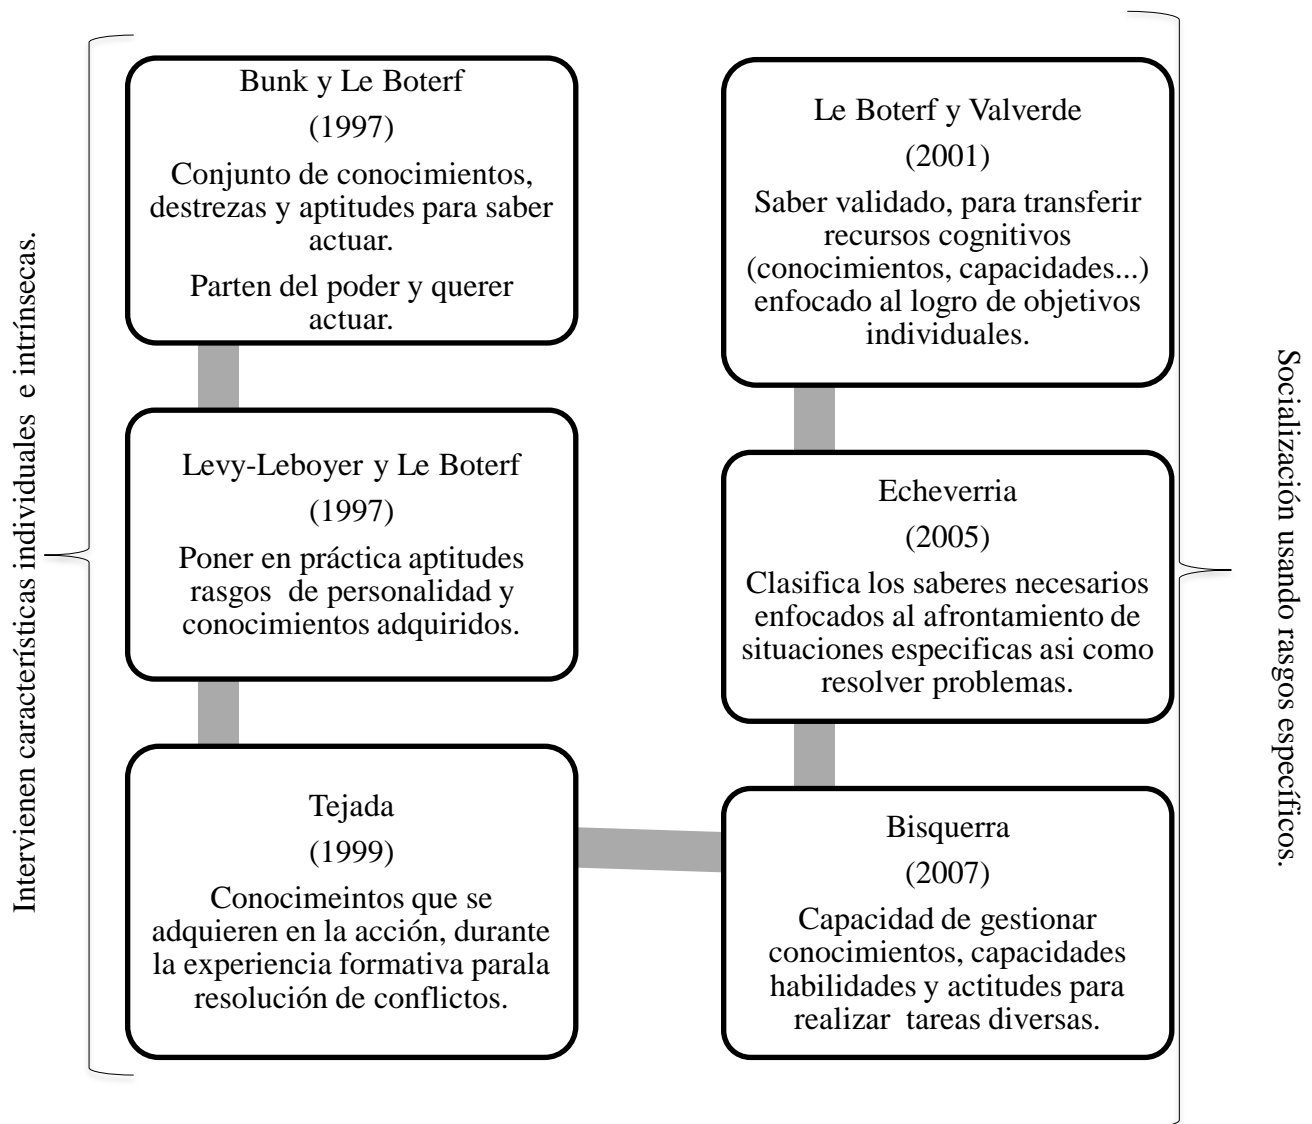 Intervienen características individuales e intrínsecas.
Bunk y Le Boterf
(1997)
Conjunto de conocimientos,
destrezas y aptitudes para saber
actuar.
Parten del poder y querer
actuar.
Levy-Leboyer y Le Boterf
(1997)
Poner en práctica aptitudes
rasgos de personalidad y
conocimientos adquiridos.
Tejada
(1999)
Conocimeintos que se
adquieren en la acción, durante
la experiencia formativa parala
resolución de conflictos.
Le Boterf y Valverde
(2001)
Saber validado, para transferir
recursos cognitivos
(conocimientos, capacidades...)
enfocado al logro de objetivos
individuales.
Echeverria
(2005)
Clasifica los saberes necesarios
enfocados al afrontamiento de
situaciones especificas asi como
resolver problemas.
Bisquerra
(2007)
Capacidad de gestionar
conocimientos, capacidades
habilidades y actitudes para
realizar tareas diversas.
Socialización usando rasgos específicos.